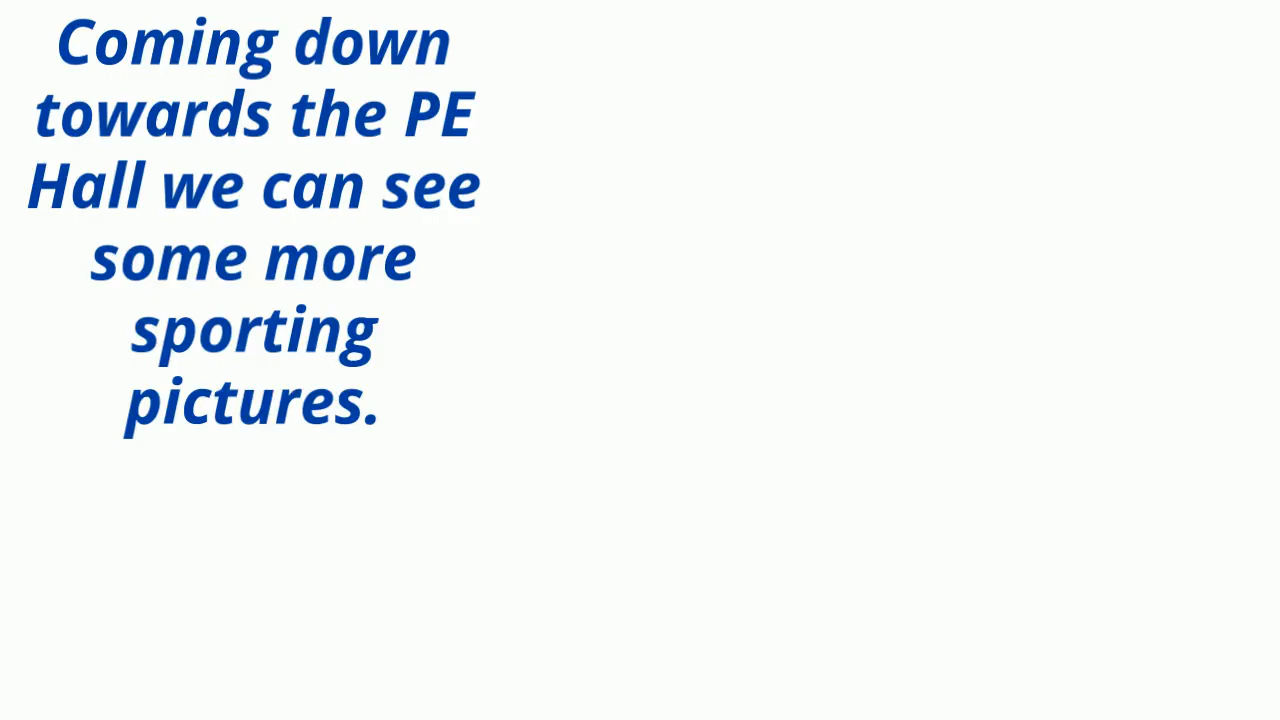 Coming down
towards the PE
Hall we can see
some more
sporting
pictures.